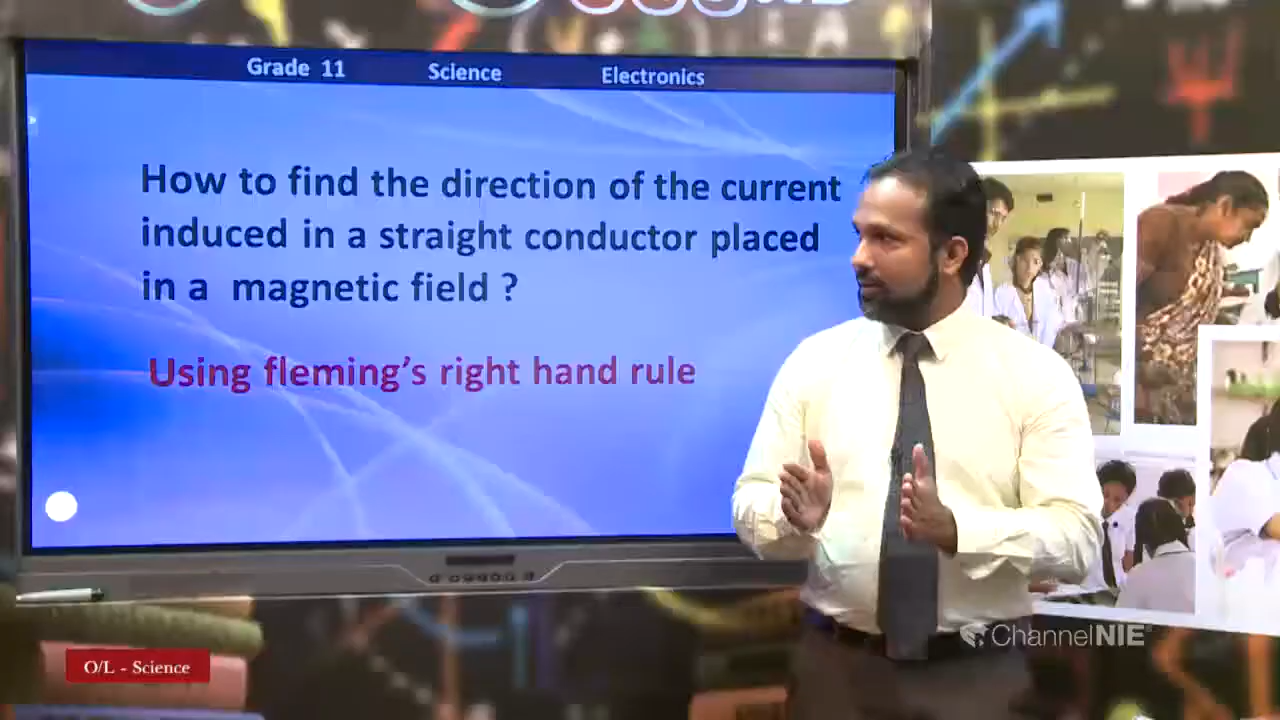 Grade 11 Science Electronics
How to find the direction of the current
induced in a straight conductor placed
in a magnetic field ?
Using fleming's right hand rule
ChannelNIE
O/L - Science